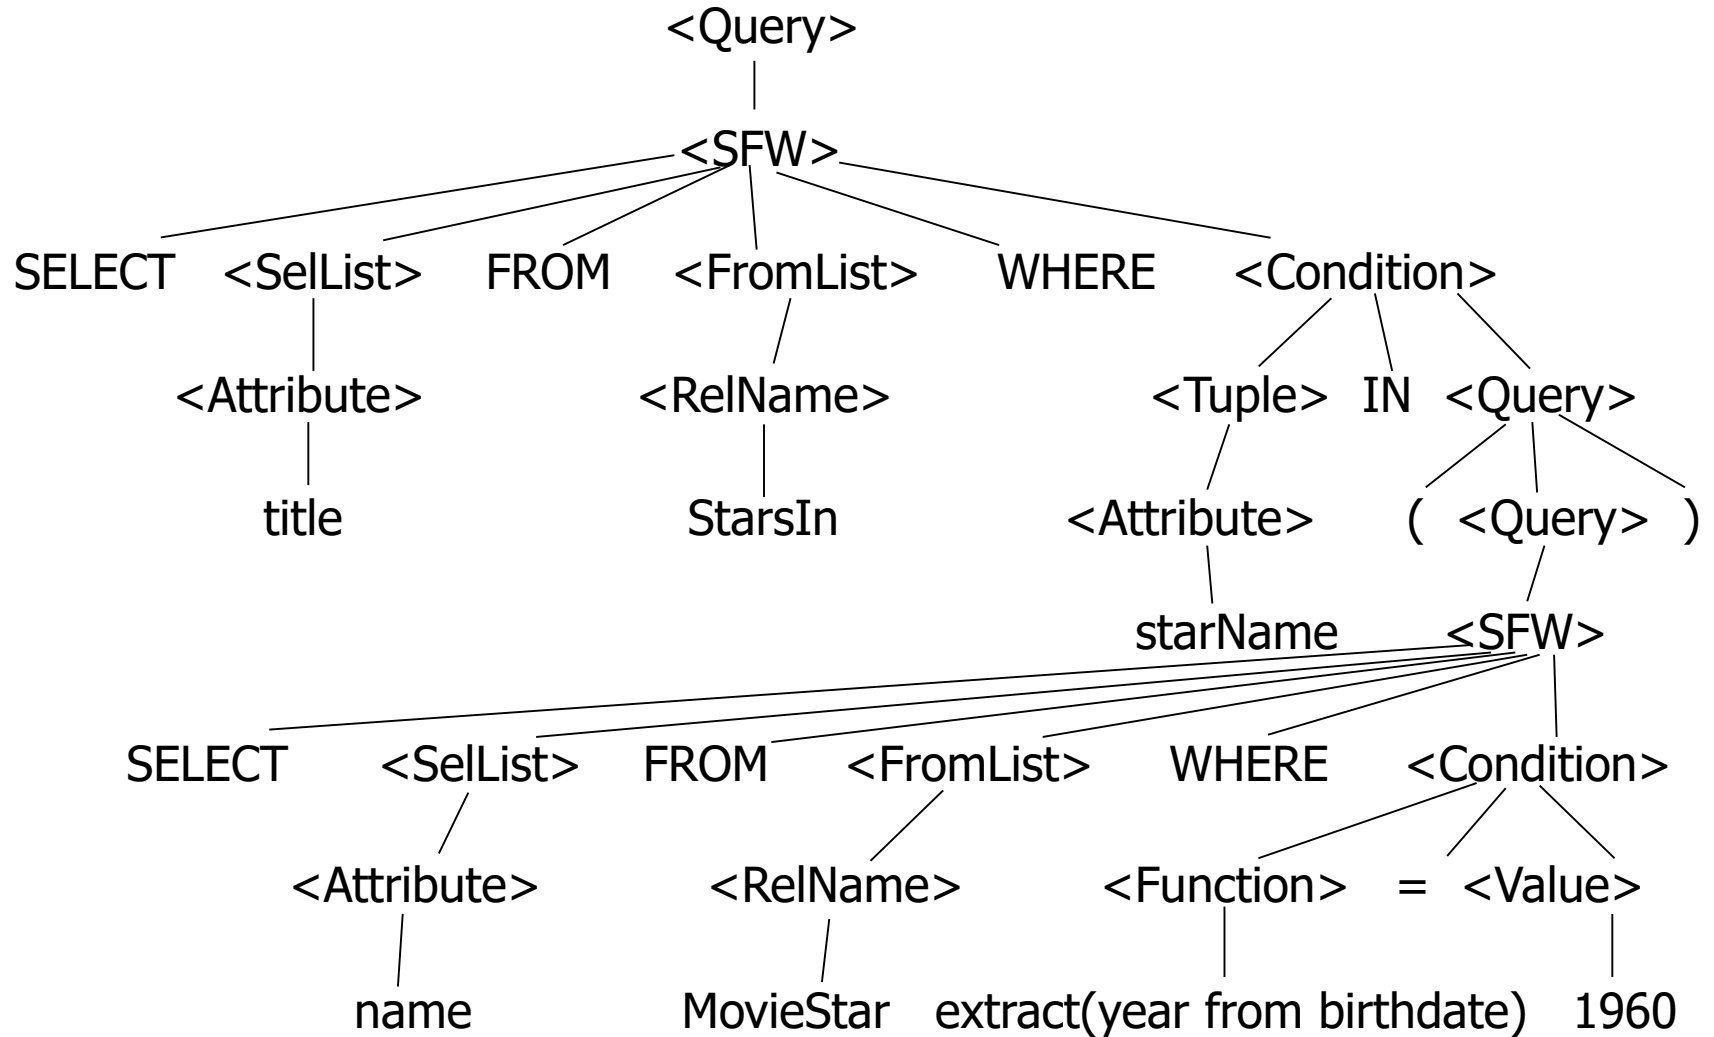 <Query>
<SFW>
SELECT <SelList> FROM <FromList> WHERE <Condition>
<Attribute> <RelName> <Tuple> IN <Query>
title StarsIn <Attribute> ( <Query> )
starName <SFW>
SELECT <SelList> FROM <FromList> WHERE <Condition>
<Attribute> <RelName> <Function> = <Value>
name MovieStar extract(year from birthdate) 1960